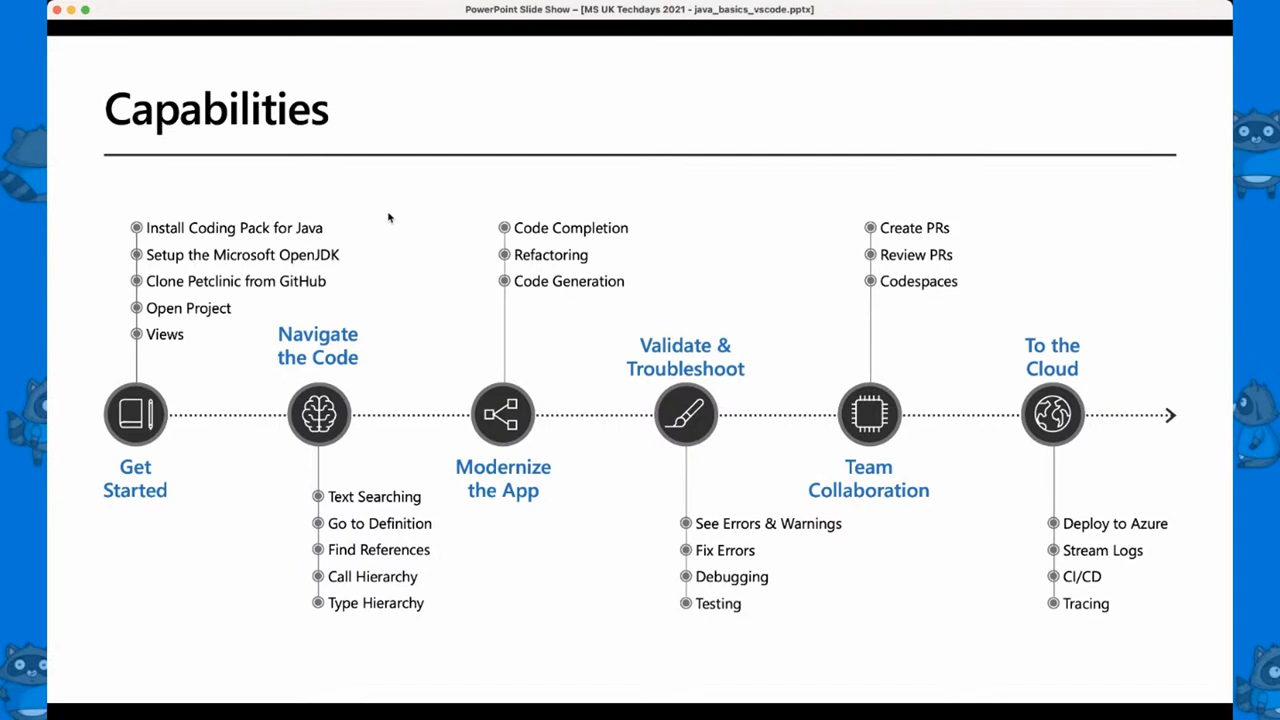 PowerPoint Slide Show – [MS UK Techdays 2021 - java_basics_vscode.pptx]
Capabilities
Install Coding Pack for Java
Setup the Microsoft OpenJDK
Clone Petclinic from GitHub
Open Project
Views
Get
Started
Navigate
the Code
Text Searching
Go to Definition
Find References
Call Hierarchy
Type Hierarchy
Code Completion
Refactoring
Code Generation
Modernize
the App
Validate &
Troubleshoot
See Errors & Warnings
Fix Errors
Debugging
Testing
Create PRs
Review PRs
Codespaces
Team
Collaboration
To the
Cloud
Deploy to Azure
Stream Logs
CI/CD
Tracing